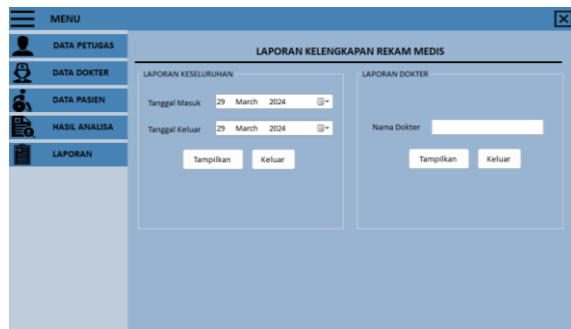 MENU
DATA PETUGAS
DATA DOKTER
DATA PASIEN
HASIL ANALISA
LAPORAN
LAPORAN KELENGKAPAN REKAM MEDIS
LAPORAN KESELURUHAN
Tanggal Masuk 29 March 2024
Tanggal Keluar 29 March 2024
Tampilkan Keluar
LAPORAN DOKTER
Nama Dokter
Tampilkan Keluar